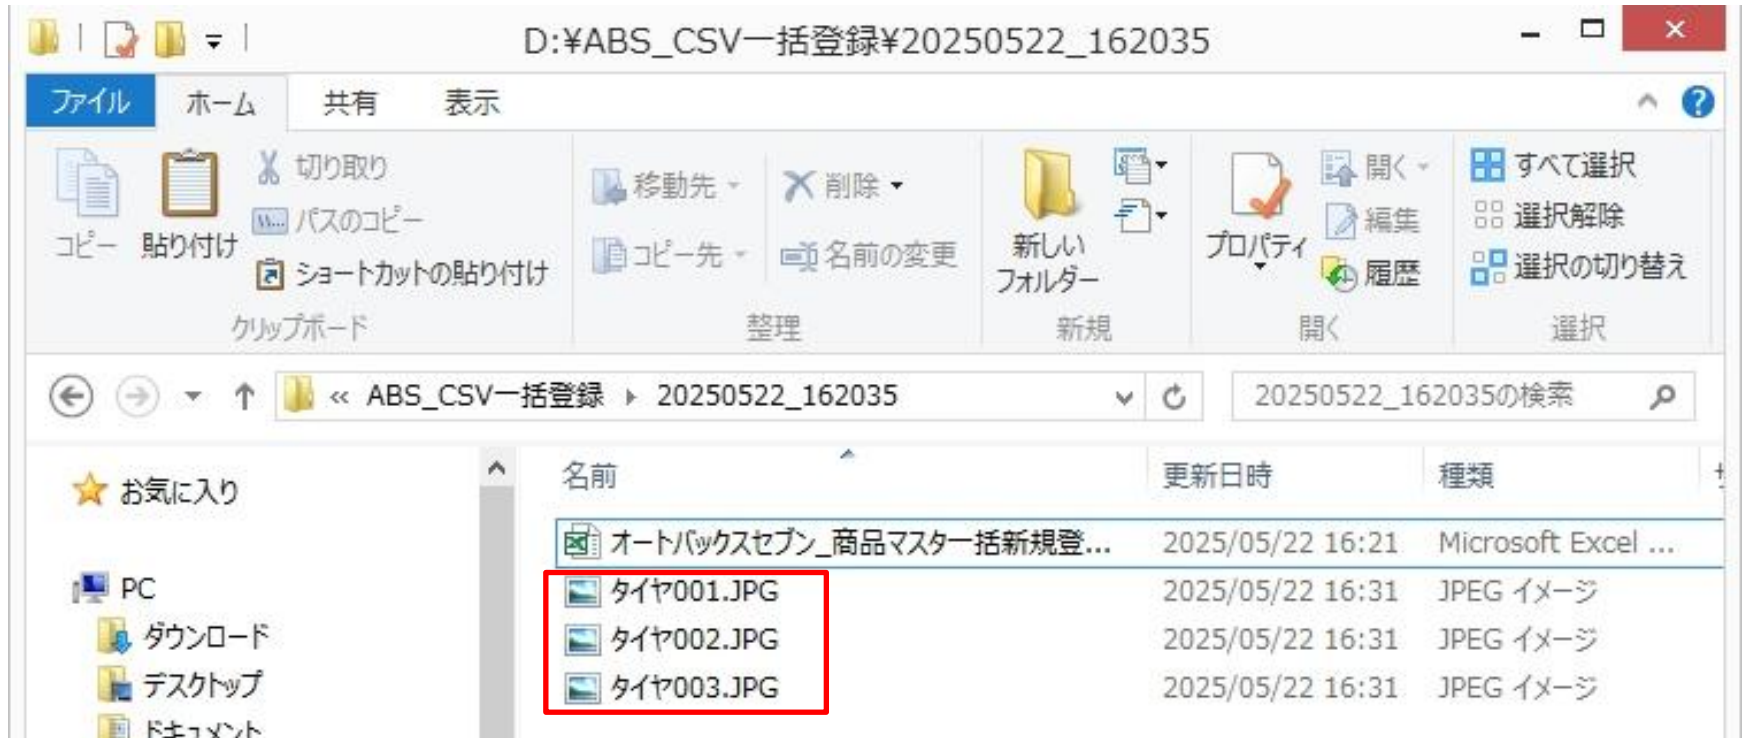 D:¥ABS_CSV一括登録¥20250522_162035
ファイル ホーム 共有 表示
コピー
貼り付け
切り取り
パスのコピー
ショートカットの貼り付け
クリップボード
移動先
コピー先
削除
名前の変更
整理
新しい
フォルダー
新規
プロパティ
開く
編集
履歴
開く
すべて選択
選択解除
選択の切り替え
選択
« ABS_CSV一括登録 20250522_162035
20250522_162035の検索
お気に入り
PC
ダウンロード
デスクトップ
ドキュメント
名前 更新日時 種類
オートバックスセブン_商品マスタ一括新規登... 2025/05/22 16:21 Microsoft Excel ...
タイヤ001.JPG 2025/05/22 16:31 JPEG イメージ
タイヤ002.JPG 2025/05/22 16:31 JPEG イメージ
タイヤ003.JPG 2025/05/22 16:31 JPEG イメージ